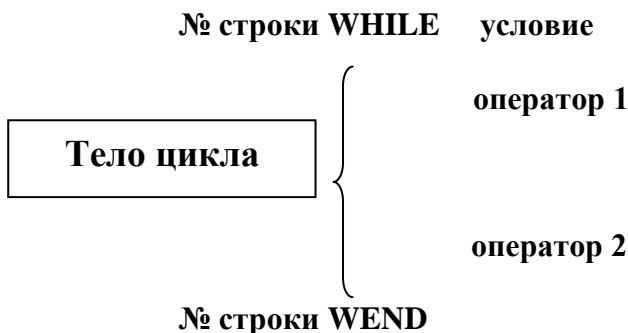 № строки WHILE условие
оператор 1
Тело цикла
оператор 2
№ строки WEND